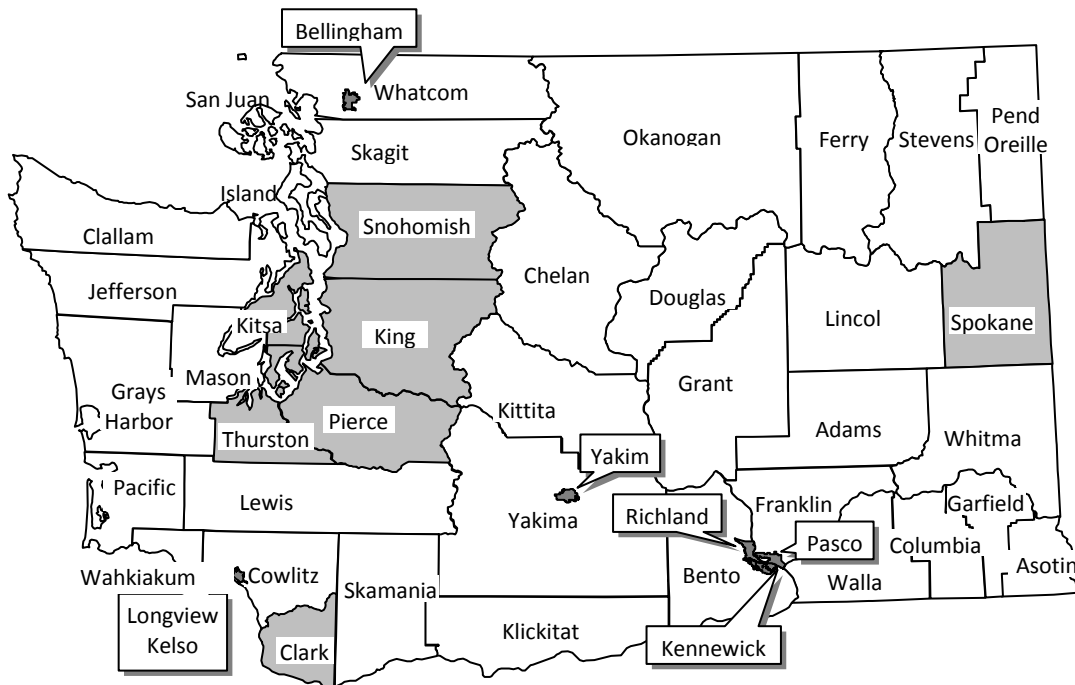 Bellingham
San Juan
Whatcom
Okanogan
Ferry
Stevens
Pend
Oreille
Skagit
Island
Snohomish
Clallam
Chelan
Douglas
Jefferson
Kitsa
King
Lincol
Spokane
Mason
Grays
Harbor
Grant
Kittita
Pierce
Thurston
Adams
Whitma
Yakim
Pacific
Lewis
Yakima
Richland
Franklin
Garfield
Pasco
Columbia
Wahkiakum
Cowlitz
Skamania
Bento
Walla
Asotin
Longview
Kelso
Clark
Klickitat
Kennewick